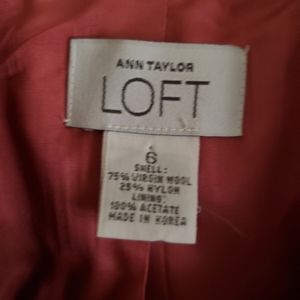 ANN TAYLOR
LOFT
6
SHELL:
75% VIRGIN WOOL
25% NYLON
LINING:
100% ACETATE
MADE IN KOREA